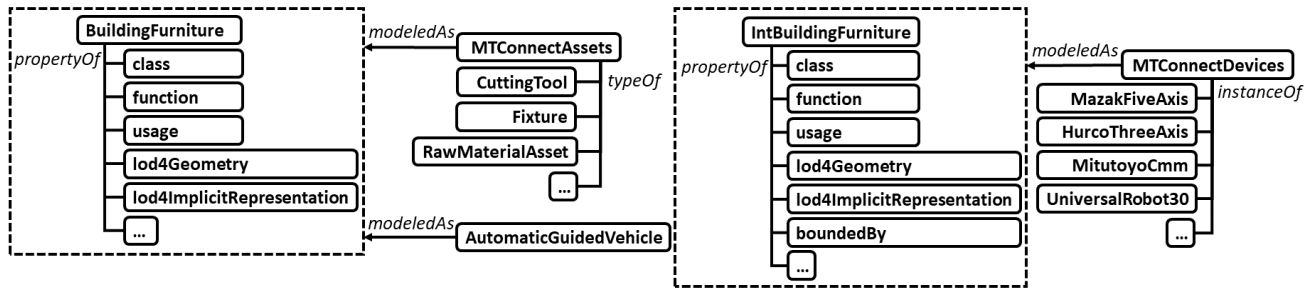 BuildingFurniture
propertyOf
class
function
usage
lod4Geometry
lod4ImplicitRepresentation
...
modeledAs
MTConnectAssets
typeOf
CuttingTool
Fixture
RawMaterialAsset
...
modeledAs
AutomaticGuidedVehicle
IntBuildingFurniture
propertyOf
class
function
usage
lod4Geometry
lod4ImplicitRepresentation
boundedBy
...
modeledAs
MTConnectDevices
instanceOf
MazakFiveAxis
HurcoThreeAxis
MitutoyoCmm
UniversalRobot30
...